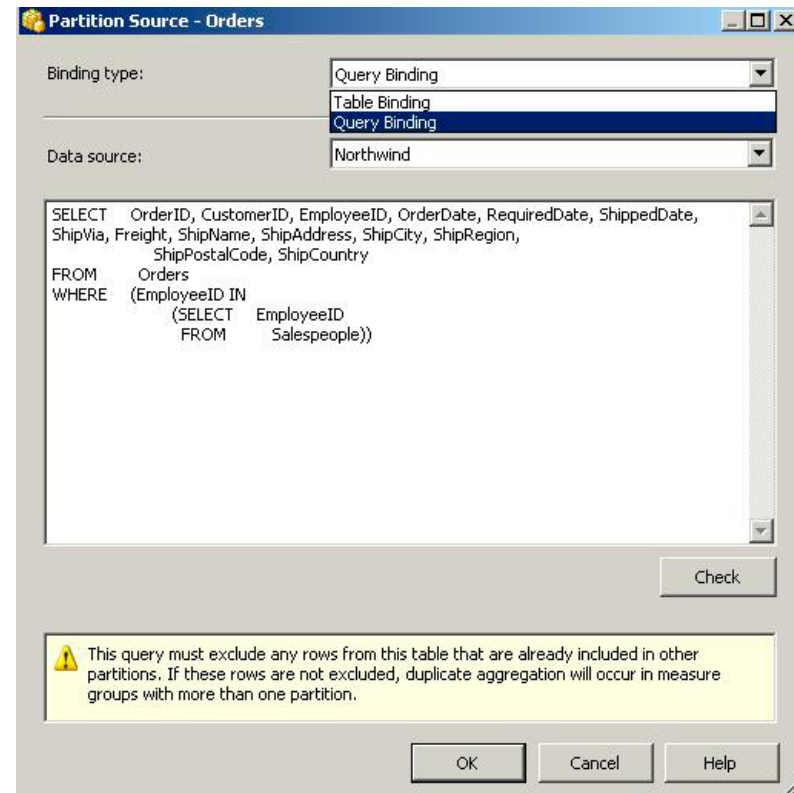 Partition Source - Orders
Binding type:
Query Binding
Table Binding
Query Binding
Data source:
Northwind
SELECT OrderID, CustomerID, EmployeeID, OrderDate, RequiredDate, ShippedDate,
ShipVia, Freight, ShipName, ShipAddress, ShipCity, ShipRegion,
ShipPostalCode, ShipCountry
FROM Orders
WHERE (EmployeeID IN
(SELECT EmployeeID
FROM Salespeople))
Check
This query must exclude any rows from this table that are already included in other
partitions. If these rows are not excluded, duplicate aggregation will occur in measure
groups with more than one partition.
OK
Cancel
Help